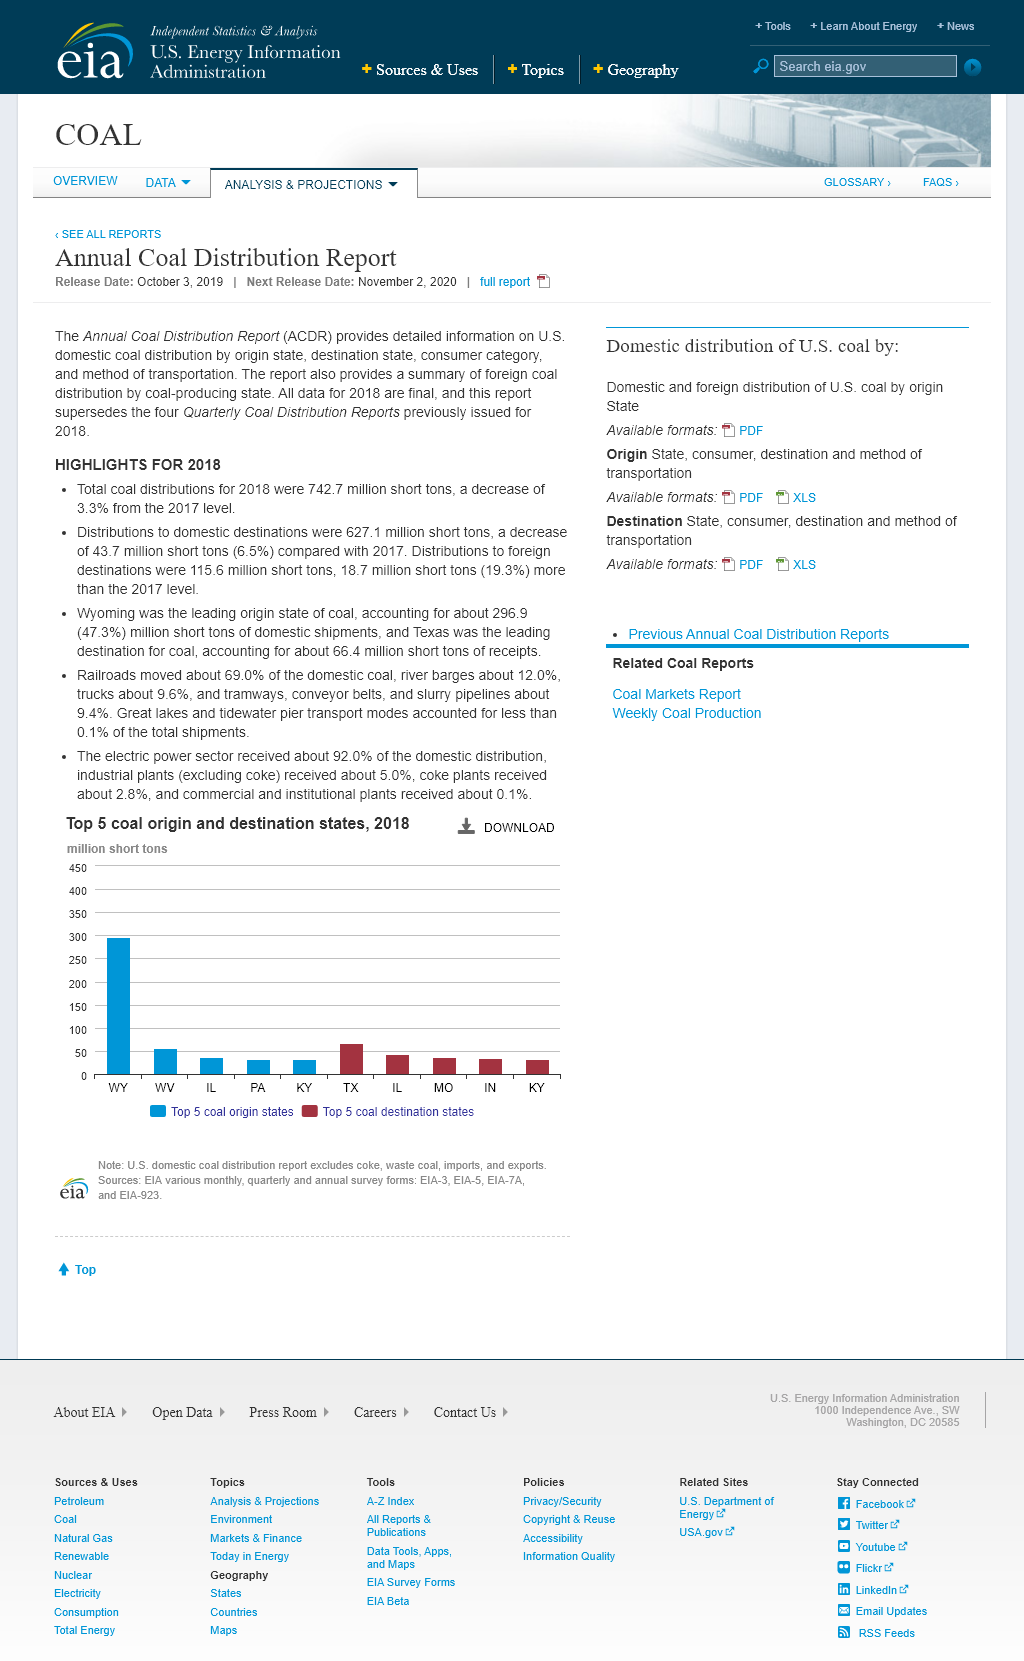 + Tools + Learn About Energy + News
Independent Statistics & Analysis
U.S. Energy Information
Administration
eia
+ Sources & Uses + Topics + Geography
Search eia.gov
COAL
OVERVIEW DATA ANALYSIS & PROJECTIONS GLOSSARY › FAQS ›
‹ SEE ALL REPORTS
Annual Coal Distribution Report
Release Date: October 3, 2019 | Next Release Date: November 2, 2020 | full report
The Annual Coal Distribution Report (ACDR) provides detailed information on U.S.
domestic coal distribution by origin state, destination state, consumer category,
and method of transportation. The report also provides a summary of foreign coal
distribution by coal-producing state. All data for 2018 are final, and this report
supersedes the four Quarterly Coal Distribution Reports previously issued for
2018.
HIGHLIGHTS FOR 2018
• Total coal distributions for 2018 were 742.7 million short tons, a decrease of
3.3% from the 2017 level.
• Distributions to domestic destinations were 627.1 million short tons, a decrease
of 43.7 million short tons (6.5%) compared with 2017. Distributions to foreign
destinations were 115.6 million short tons, 18.7 million short tons (19.3%) more
than the 2017 level.
• Wyoming was the leading origin state of coal, accounting for about 296.9
(47.3%) million short tons of domestic shipments, and Texas was the leading
destination for coal, accounting for about 66.4 million short tons of receipts.
• Railroads moved about 69.0% of the domestic coal, river barges about 12.0%,
trucks about 9.6%, and tramways, conveyor belts, and slurry pipelines about
9.4%. Great lakes and tidewater pier transport modes accounted for less than
0.1% of the total shipments.
• The electric power sector received about 92.0% of the domestic distribution,
industrial plants (excluding coke) received about 5.0%, coke plants received
about 2.8%, and commercial and institutional plants received about 0.1%.
Top 5 coal origin and destination states, 2018
DOWNLOAD
million short tons
450
400
350
300
250
200
150
100
50
0
WY WV IL PA KY TX IL MO IN KY
Top 5 coal origin states Top 5 coal destination states
Note: U.S. domestic coal distribution report excludes coke, waste coal, imports, and exports.
Sources: EIA various monthly, quarterly and annual survey forms: EIA-3, EIA-5, EIA-7A,
and EIA-923.
eia
Top
Domestic distribution of U.S. coal by:
Domestic and foreign distribution of U.S. coal by origin
State
Available formats: PDF
Origin State, consumer, destination and method of
transportation
Available formats: PDF XLS
Destination State, consumer, destination and method of
transportation
Available formats: PDF XLS
• Previous Annual Coal Distribution Reports
Related Coal Reports
Coal Markets Report
Weekly Coal Production
About EIA Open Data Press Room Careers Contact Us
U.S. Energy Information Administration
1000 Independence Ave., SW
Washington, DC 20585
Sources & Uses
Petroleum
Coal
Natural Gas
Renewable
Nuclear
Electricity
Consumption
Total Energy
Topics
Analysis & Projections
Environment
Markets & Finance
Today in Energy
Geography
States
Countries
Maps
Tools
A-Z Index
All Reports &
Publications
Data Tools, Apps,
and Maps
EIA Survey Forms
EIA Beta
Policies
Privacy/Security
Copyright & Reuse
Accessibility
Information Quality
Related Sites
U.S. Department of
Energy
USA.gov
Stay Connected
Facebook
Twitter
Youtube
Flickr
LinkedIn
Email Updates
RSS Feeds